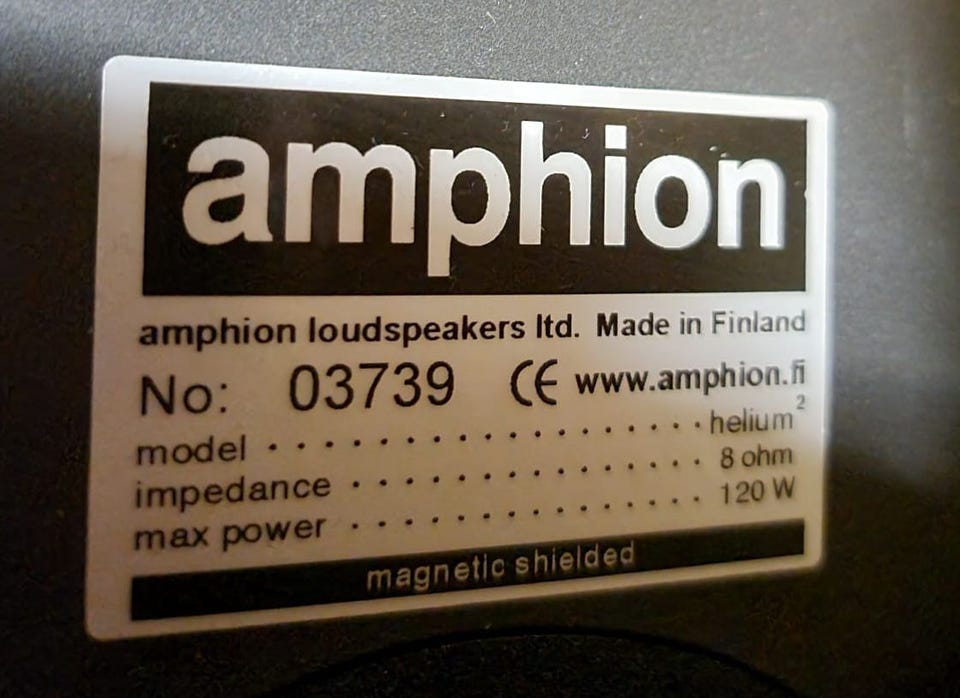 amphion
amphion loudspeakers ltd. Made in Finland
No: 03739 CE www.amphion.fi
model . . . . . . . . . . . . . . . . . . helium²
impedance . . . . . . . . . . . . . . 8 ohm
max power . . . . . . . . . . . . . . 120 W
magnetic shielded